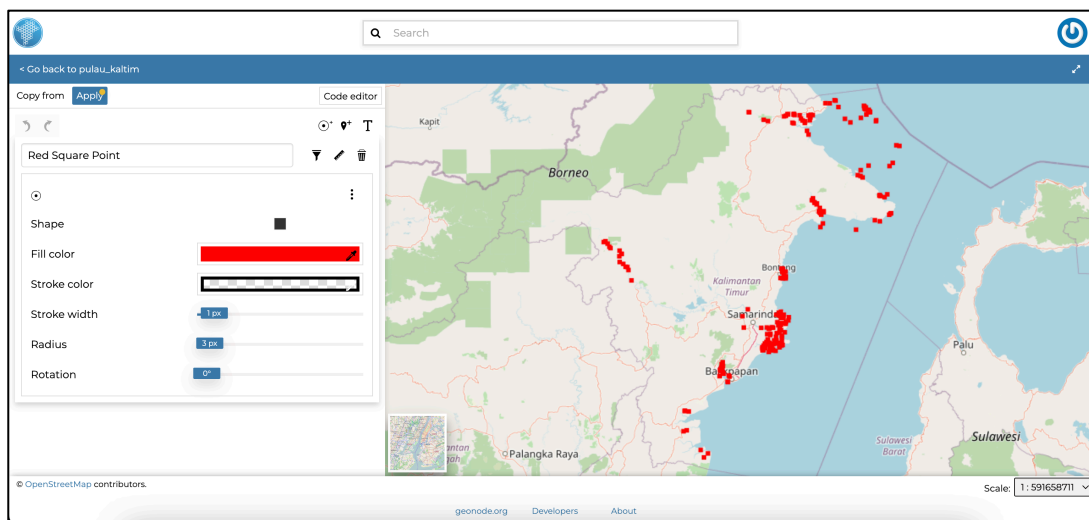 Search
< Go back to pulau_kaltim
Copy from Apply Code editor
T
Red Square Point
Shape
Fill color
Stroke color
Stroke width 1 px
Radius 3 px
Rotation 0°
Kapit
Borneo
Bontang
Kalimantan
Timur
Samarinda
Balikpapan
Palu
Sulawesi
Barat
Sulawesi
Palangka Raya
© OpenStreetMap contributors.
Scale: 1 : 591658711
geonode.org Developers About